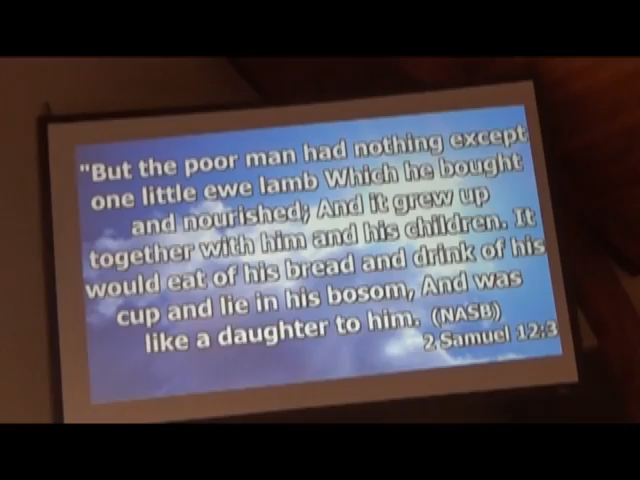 "But the poor man had nothing except
one little ewe lamb Which he bought
and nourished; And it grew up
together with him and his children. It
would eat of his bread and drink of his
cup and lie in his bosom, And was
like a daughter to him. (NASB)
2 Samuel 12:3